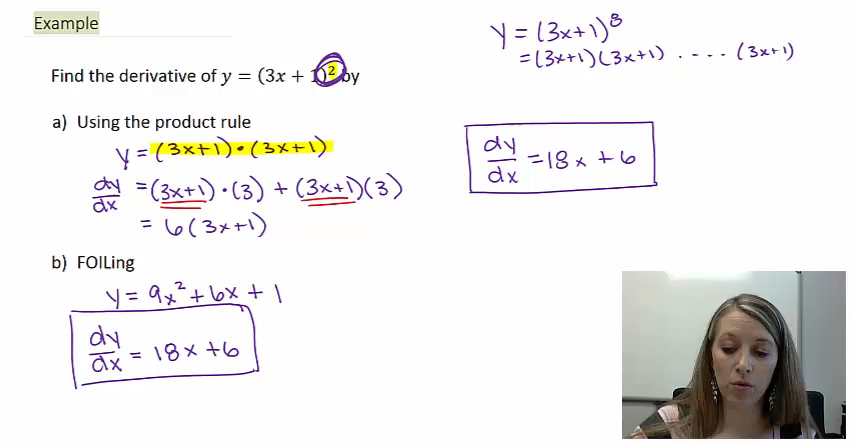 Example
Find the derivative of y = (3x + 1)² by
a) Using the product rule
y = (3x+1)•(3x+1)
dy/dx = (3x+1)•(3) + (3x+1)(3)
= 6(3x+1)
b) FOILing
y = 9x² + 6x + 1
dy/dx = 18x + 6
y = (3x+1)⁸
= (3x+1)(3x+1) ..... (3x+1)
dy/dx = 18x + 6